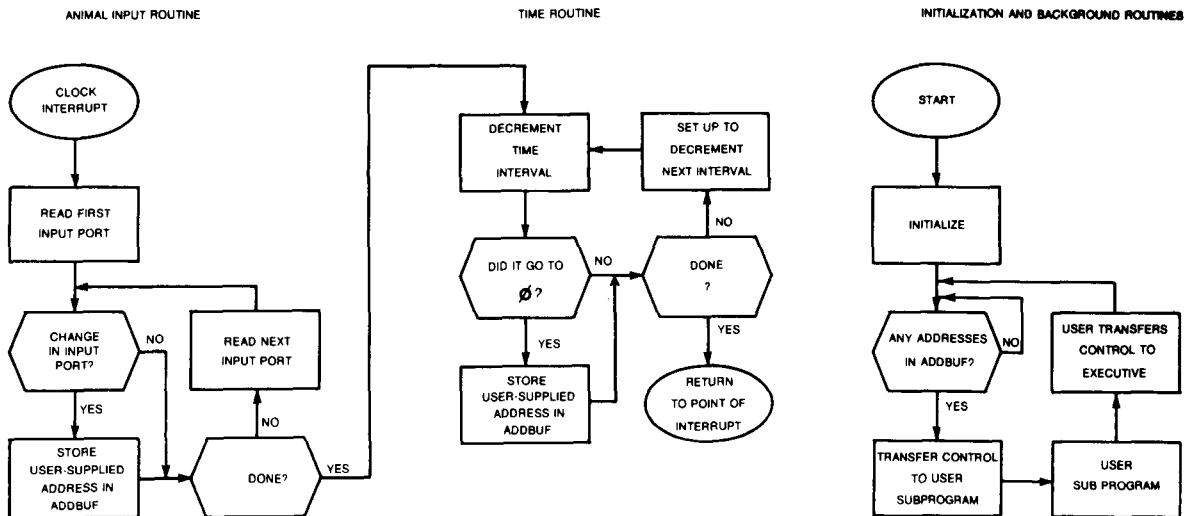 ANIMAL INPUT ROUTINE
CLOCK
INTERRUPT
READ FIRST
INPUT PORT
CHANGE
IN INPUT
PORT?
NO
YES
READ NEXT
INPUT PORT
NO
STORE
USER-SUPPLIED
ADDRESS IN
ADDBUF
DONE?
YES
TIME ROUTINE
DECREMENT
TIME
INTERVAL
SET UP TO
DECREMENT
NEXT INTERVAL
NO
DID IT GO TO
Ø?
NO
DONE
?
YES
YES
STORE
USER-SUPPLIED
ADDRESS IN
ADDBUF
RETURN
TO POINT OF
INTERRUPT
INITIALIZATION AND BACKGROUND ROUTINES
START
INITIALIZE
ANY ADDRESSES
IN ADDBUF?
NO
YES
USER TRANSFERS
CONTROL TO
EXECUTIVE
TRANSFER CONTROL
TO USER
SUBPROGRAM
USER
SUB PROGRAM